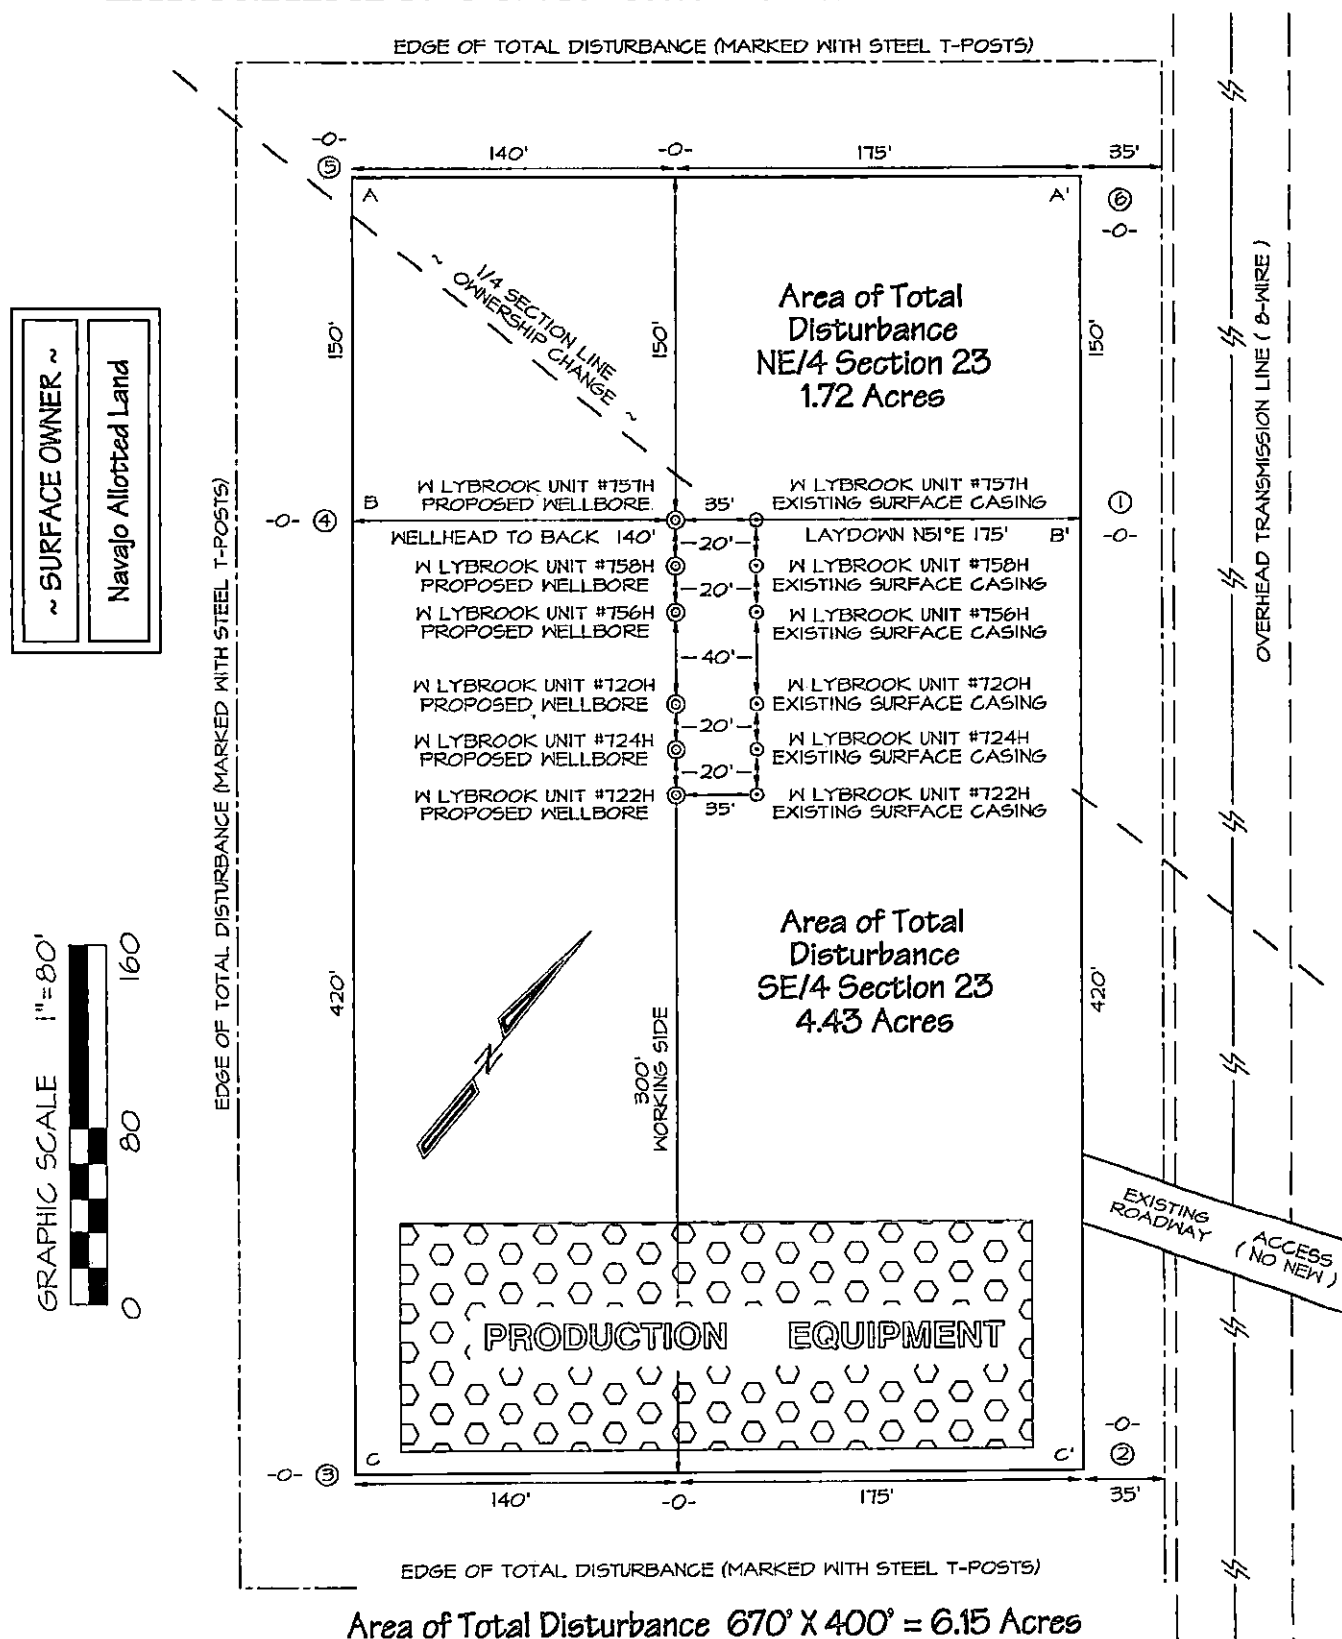 EDGE OF TOTAL DISTURBANCE (MARKED WITH STEEL T-POSTS)
-0-
5
140'
-0-
175'
35'
A
A'
6
-0-
~ 1/4 SECTION LINE
OWNERSHIP CHANGE ~
Area of Total
Disturbance
NE/4 Section 23
1.72 Acres
150'
150'
150'
OVERHEAD TRANSMISSION LINE ( 8-WIRE )
~ SURFACE OWNER ~
Navajo Allotted Land
EDGE OF TOTAL DISTURBANCE (MARKED WITH STEEL T-POSTS)
-0- 4
B
W LYBROOK UNIT #757H
PROPOSED WELLBORE
35'
W LYBROOK UNIT #757H
EXISTING SURFACE CASING
1
-0-
WELLHEAD TO BACK 140'
20'
LAYDOWN N51°E 175'
B'
W LYBROOK UNIT #758H
PROPOSED WELLBORE
20'
W LYBROOK UNIT #758H
EXISTING SURFACE CASING
W LYBROOK UNIT #756H
PROPOSED WELLBORE
40'
W LYBROOK UNIT #756H
EXISTING SURFACE CASING
W LYBROOK UNIT #720H
PROPOSED WELLBORE
20'
W LYBROOK UNIT #720H
EXISTING SURFACE CASING
W LYBROOK UNIT #724H
PROPOSED WELLBORE
20'
W LYBROOK UNIT #724H
EXISTING SURFACE CASING
W LYBROOK UNIT #722H
PROPOSED WELLBORE
35'
W LYBROOK UNIT #722H
EXISTING SURFACE CASING
Area of Total
Disturbance
SE/4 Section 23
4.43 Acres
GRAPHIC SCALE 1"=80'
0 80 160
420'
N
300'
WORKING SIDE
420'
EXISTING
ROADWAY
ACCESS
( NO NEW )
PRODUCTION EQUIPMENT
-0-
2
-0- 3
C
C'
140'
-0-
175'
35'
EDGE OF TOTAL DISTURBANCE (MARKED WITH STEEL T-POSTS)
Area of Total Disturbance 670' X 400' = 6.15 Acres